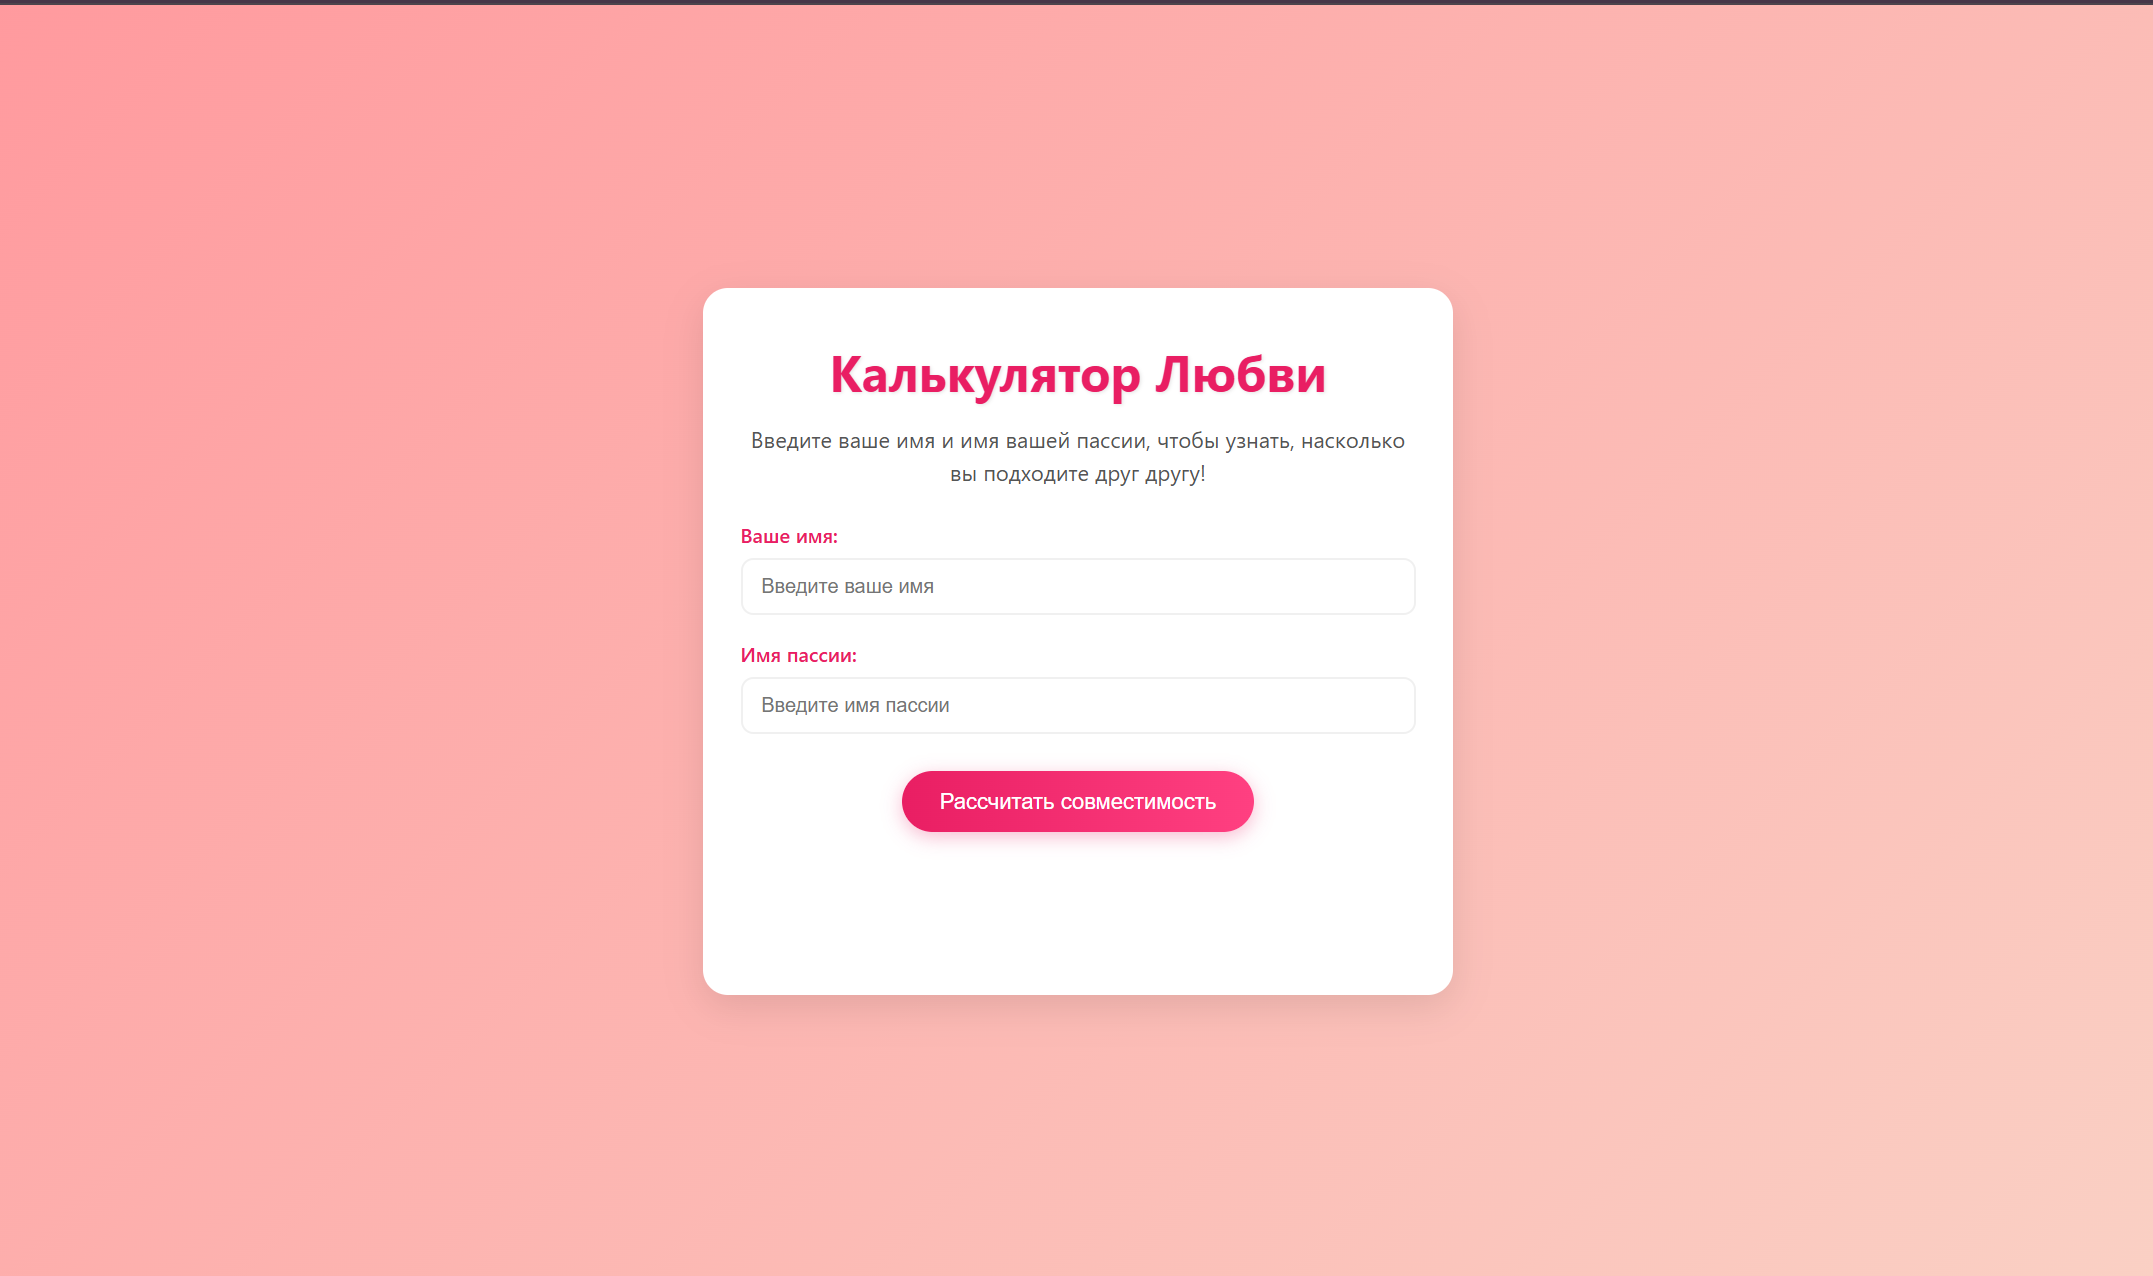 Калькулятор Любви
Введите ваше имя и имя вашей пассии, чтобы узнать, насколько
вы подходите друг другу!
Ваше имя:
Введите ваше имя
Имя пассии:
Введите имя пассии
Рассчитать совместимость